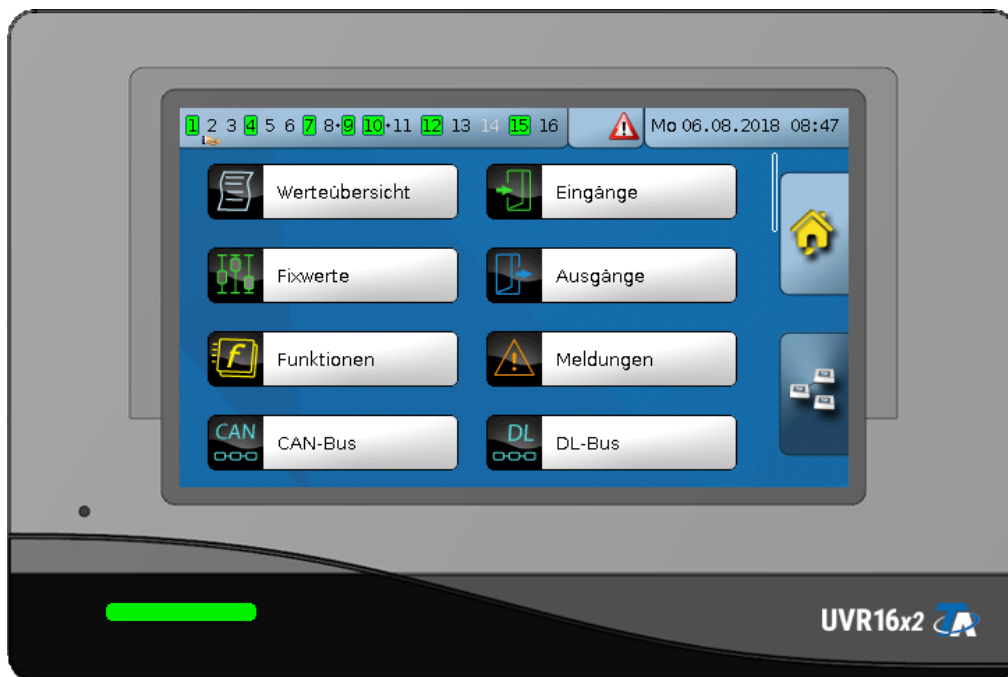 1 2 3 4 5 6 7 8•9 10•11 12 13 14 15 16 Mo 06.08.2018 08:47
Werteübersicht Eingänge
Fixwerte Ausgänge
f Funktionen Meldungen
CAN CAN-Bus DL DL-Bus
UVR16x2 TA